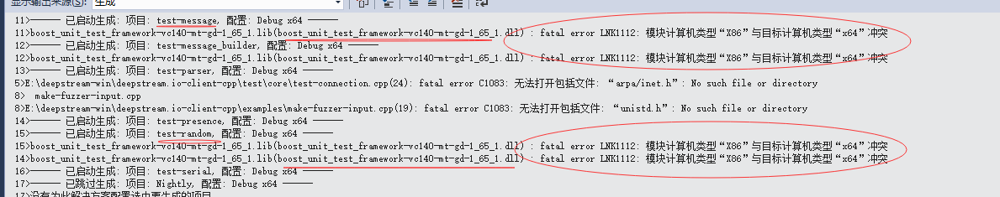 显示输出来源(S): 生成
11>------ 已启动生成: 项目: test-message, 配置: Debug x64 ------
11>boost_unit_test_framework-vc140-mt-gd-1_65_1.lib(boost_unit_test_framework-vc140-mt-gd-1_65_1.dll) : fatal error LNK1112: 模块计算机类型“X86”与目标计算机类型“x64”冲突
12>------ 已启动生成: 项目: test-message_builder, 配置: Debug x64 ------
12>boost_unit_test_framework-vc140-mt-gd-1_65_1.lib(boost_unit_test_framework-vc140-mt-gd-1_65_1.dll) : fatal error LNK1112: 模块计算机类型“X86”与目标计算机类型“x64”冲突
13>------ 已启动生成: 项目: test-parser, 配置: Debug x64 ------
5>E:\deepstream-win\deepstream.io-client-cpp\test\core\test-connection.cpp(24): fatal error C1083: 无法打开包括文件: “arpa/inet.h”: No such file or directory
8>  make-fuzzer-input.cpp
8>E:\deepstream-win\deepstream.io-client-cpp\examples\make-fuzzer-input.cpp(19): fatal error C1083: 无法打开包括文件: “unistd.h”: No such file or directory
14>------ 已启动生成: 项目: test-presence, 配置: Debug x64 ------
15>------ 已启动生成: 项目: test-random, 配置: Debug x64 ------
15>boost_unit_test_framework-vc140-mt-gd-1_65_1.lib(boost_unit_test_framework-vc140-mt-gd-1_65_1.dll) : fatal error LNK1112: 模块计算机类型“X86”与目标计算机类型“x64”冲突
14>boost_unit_test_framework-vc140-mt-gd-1_65_1.lib(boost_unit_test_framework-vc140-mt-gd-1_65_1.dll) : fatal error LNK1112: 模块计算机类型“X86”与目标计算机类型“x64”冲突
16>------ 已启动生成: 项目: test-serial, 配置: Debug x64 ------
17>------ 已跳过生成: 项目: Nightly, 配置: Debug x64 ------
17>没有为此解决方案配置选中要生成的项目